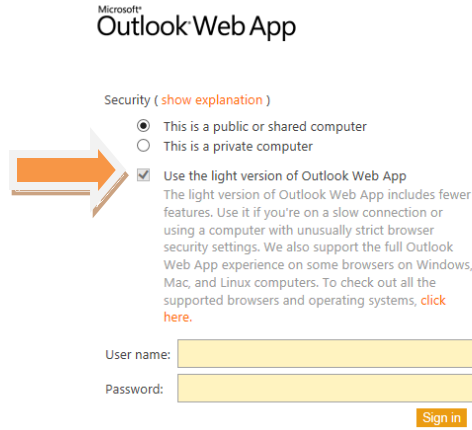 Microsoft®
Outlook Web App
Security ( show explanation )
This is a public or shared computer
This is a private computer
Use the light version of Outlook Web App
The light version of Outlook Web App includes fewer
features. Use it if you're on a slow connection or
using a computer with unusually strict browser
security settings. We also support the full Outlook
Web App experience on some browsers on Windows,
Mac, and Linux computers. To check out all the
supported browsers and operating systems, click
here.
User name:
Password:
Sign in